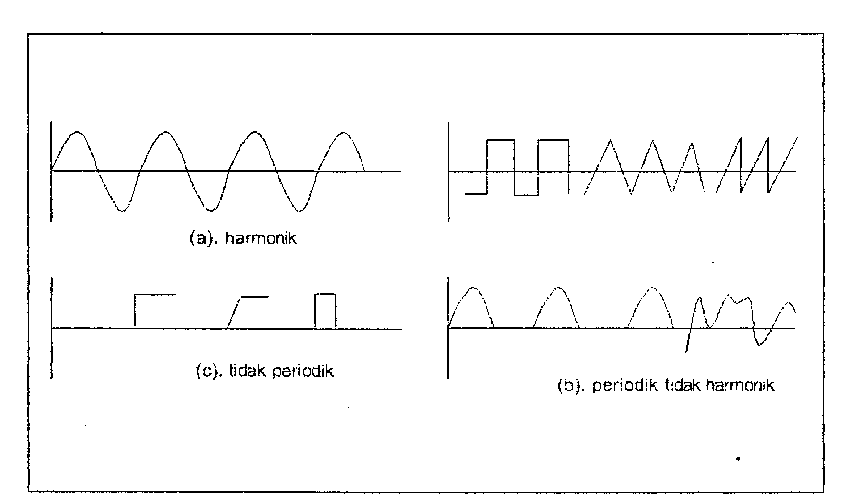 (a). harmonik
(c). tidak periodik
(b). periodik tidak harmonik